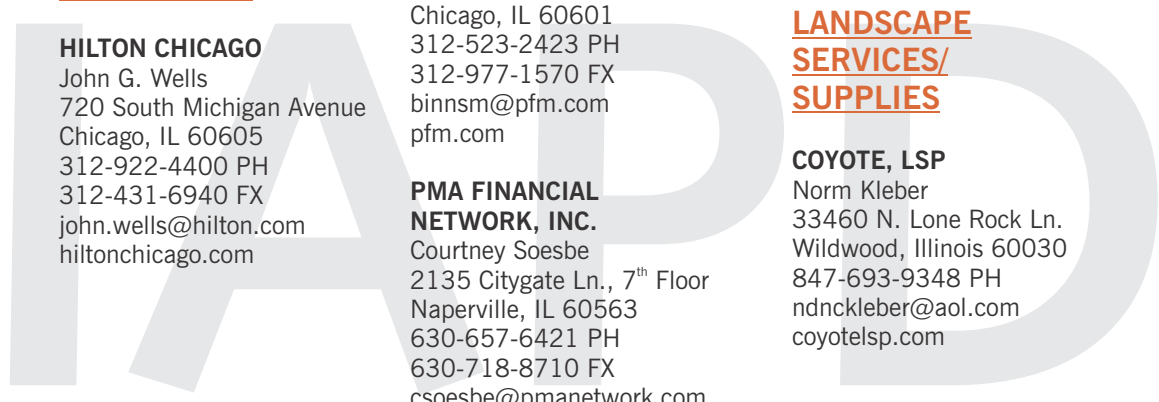 HILTON CHICAGO
John G. Wells
720 South Michigan Avenue
Chicago, IL 60605
312-922-4400 PH
312-431-6940 FX
john.wells@hilton.com
hiltonchicago.com
Chicago, IL 60601
312-523-2423 PH
312-977-1570 FX
binnsm@pfm.com
pfm.com
PMA FINANCIAL
NETWORK, INC.
Courtney Soesbe
2135 Citygate Ln., 7th Floor
Naperville, IL 60563
630-657-6421 PH
630-718-8710 FX
csoesbe@pmanetwork.com
LANDSCAPE
SERVICES/
SUPPLIES
COYOTE, LSP
Norm Kleber
33460 N. Lone Rock Ln.
Wildwood, Illinois 60030
847-693-9348 PH
ndnckleber@aol.com
coyotelsp.com
IAPD